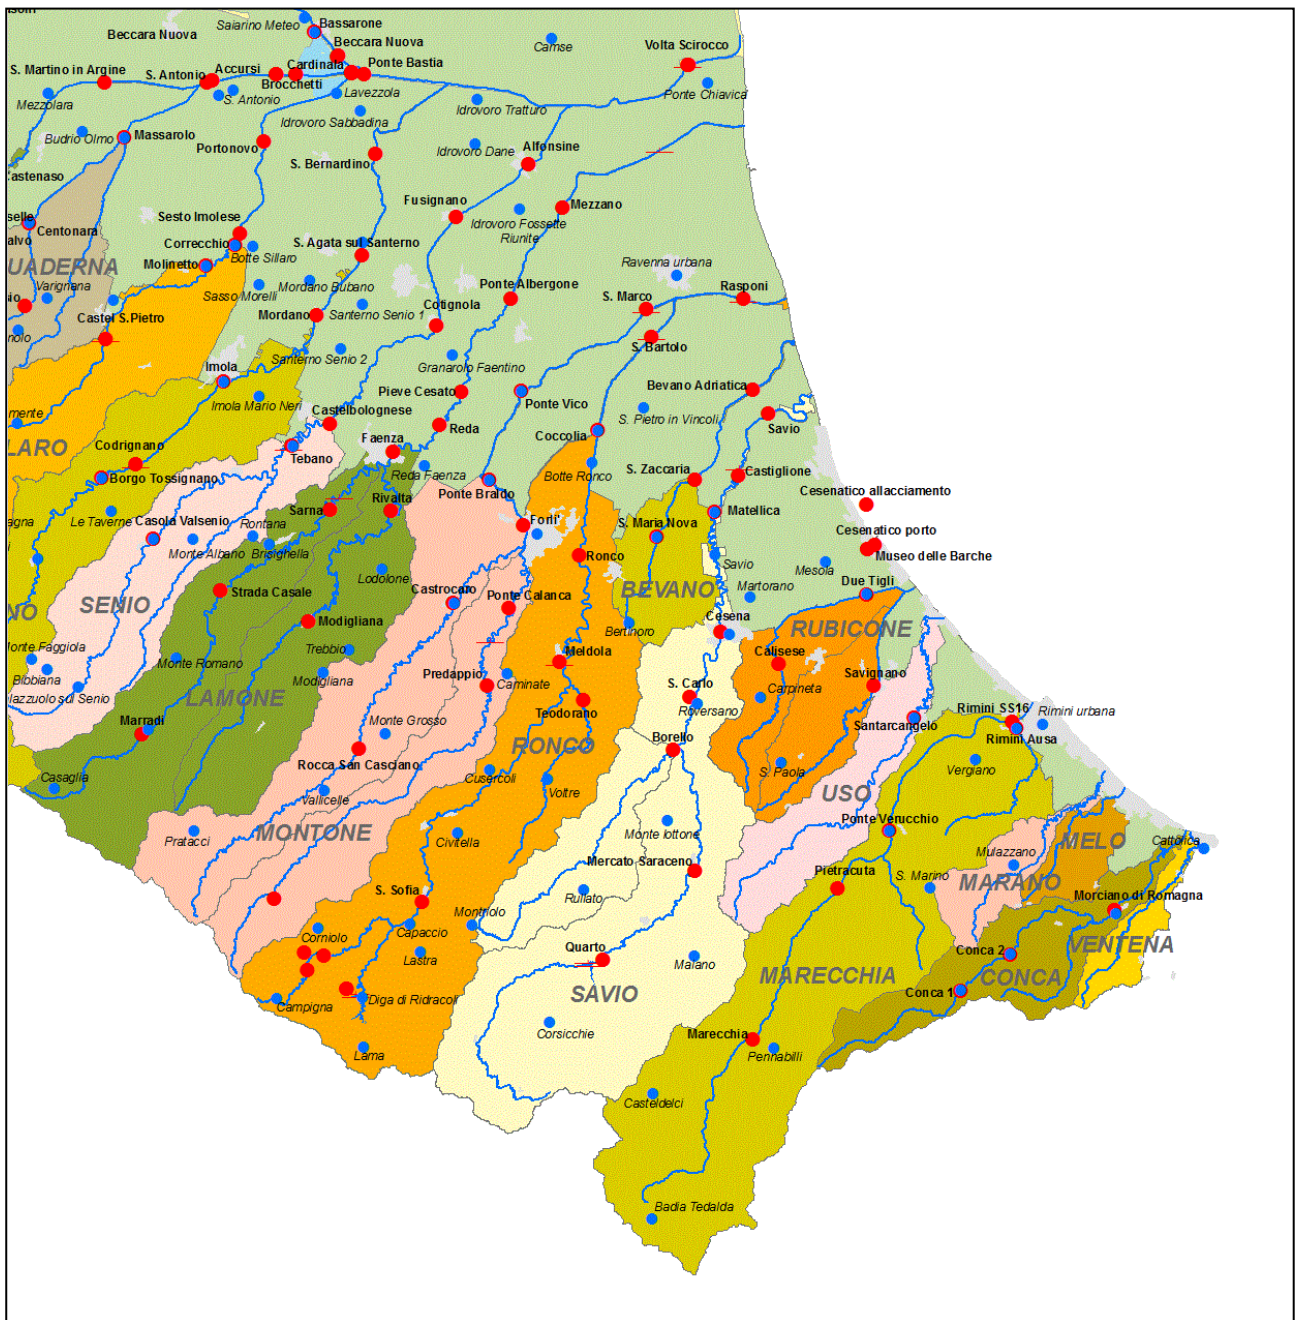 Saiarino Meteo
Bassarone
Beccara Nuova
Beccara Nuova
Camse
Volta Scirocco
S. Martino in Argine
S. Antonio
Accursi
Cardinala
Ponte Bastia
Brocchetti
Mezzolara
S. Antonio
Lavezzola
Idrovoro Tratturo
Ponte Chiavica
Idrovoro Sabbadina
Budrio Olmo
Massarolo
Portonovo
S. Bernardino
Idrovoro Dane
Alfonsine
Castenaso
Fusignano
Mezzano
Sesto Imolese
Idrovoro Fossette
Riunite
Centonara
Correcchio
S. Agata sul Santerno
Botte Sillaro
Molinetto
UADERNA
Ravenna urbana
Varignana
Sasso Morelli
Mordano Bubano
Ponte Albergone
S. Marco
Rasponi
Castel S.Pietro
Mordano
Santerno Senio 1
Cotignola
S. Bartolo
Santerno Senio 2
Granarolo Faentino
Imola
Pieve Cesato
Bevano Adriatica
Imola Mario Neri
Ponte Vico
S. Pietro in Vincoli
Castelbolognese
Savio
Reda
Coccolia
LARO
Codrignano
Faenza
Tebano
Reda Faenza
Botte Ronco
S. Zaccaria
Castiglione
Borgo Tossignano
Ponte Braldo
Cesenatico allacciamento
Rivalta
Sarna
Matellica
Le Taverne
Casola Valsenio
Rontana
Forli'
S. Maria Nova
Cesenatico porto
Monte Albano
Brisighella
Ronco
Museo delle Barche
Savio
Mesola
Lodolone
Due Tigli
Strada Casale
Castrocaro
Ponte Calanca
BEVANO
Martorano
SENIO
NO
Modigliana
Bertinoro
Cesena
RUBICONE
Monte Faggiola
Trebbio
Meldola
Calisese
Bibbiana
Monte Romano
Modigliana
Predappio
Caminate
Savignano
S. Carlo
Carpineta
LAMONE
Roversano
Teodorano
Marradi
Monte Grosso
Santarcangelo
Rimini SS16
Rimini urbana
Borello
Rimini Ausa
RONCO
Rocca San Casciano
Casaglia
Cusercoli
S. Paola
Vergiano
Vallicelle
Voltre
USO
Ponte Verucchio
Pratacci
MONTONE
Civitella
Monte Iottone
MELO
Cattolica
Mulazzano
Mercato Saraceno
Pietracuta
S. Marino
MARANO
S. Sofia
Rullato
Morciano di Romagna
Montriolo
Corniolo
Capaccio
Quarto
Conca 2
VENTENA
Lastra
Maiano
MARECCHIA
CONCA
Campigna
Diga di Ridracoli
SAVIO
Conca 1
Corsicchie
Marecchia
Pennabilli
Lama
Casteldelci
Badia Tedalda